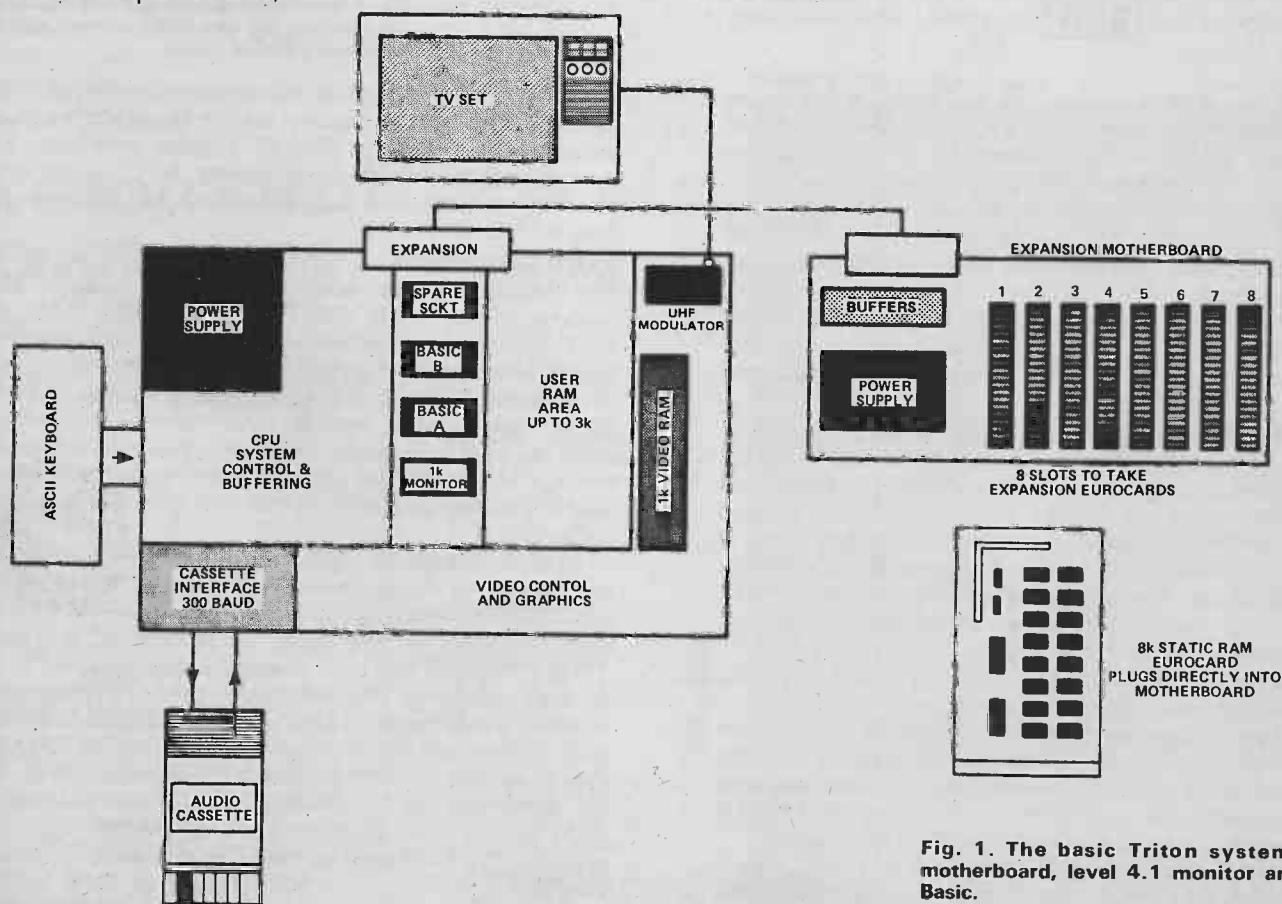 TV SET
EXPANSION
POWER
SUPPLY
SPARE
SCKT
BASIC
B
BASIC
A
1k
MONITOR
USER
RAM
AREA
UP TO 3k
UHF
MODULATOR
1k VIDEO RAM
ASCII KEYBOARD
CPU
SYSTEM
CONTROL &
BUFFERING
CASSETTE
INTERFACE
300 BAUD
VIDEO CONTOL
AND GRAPHICS
AUDIO
CASSETTE
EXPANSION MOTHERBOARD
BUFFERS
POWER
SUPPLY
1 2 3 4 5 6 7 8
8 SLOTS TO TAKE
EXPANSION EUROCARDS
8k STATIC RAM
EUROCARD
PLUGS DIRECTLY INTO
MOTHERBOARD
Fig. 1. The basic Triton system
motherboard, level 4.1 monitor
Basic.